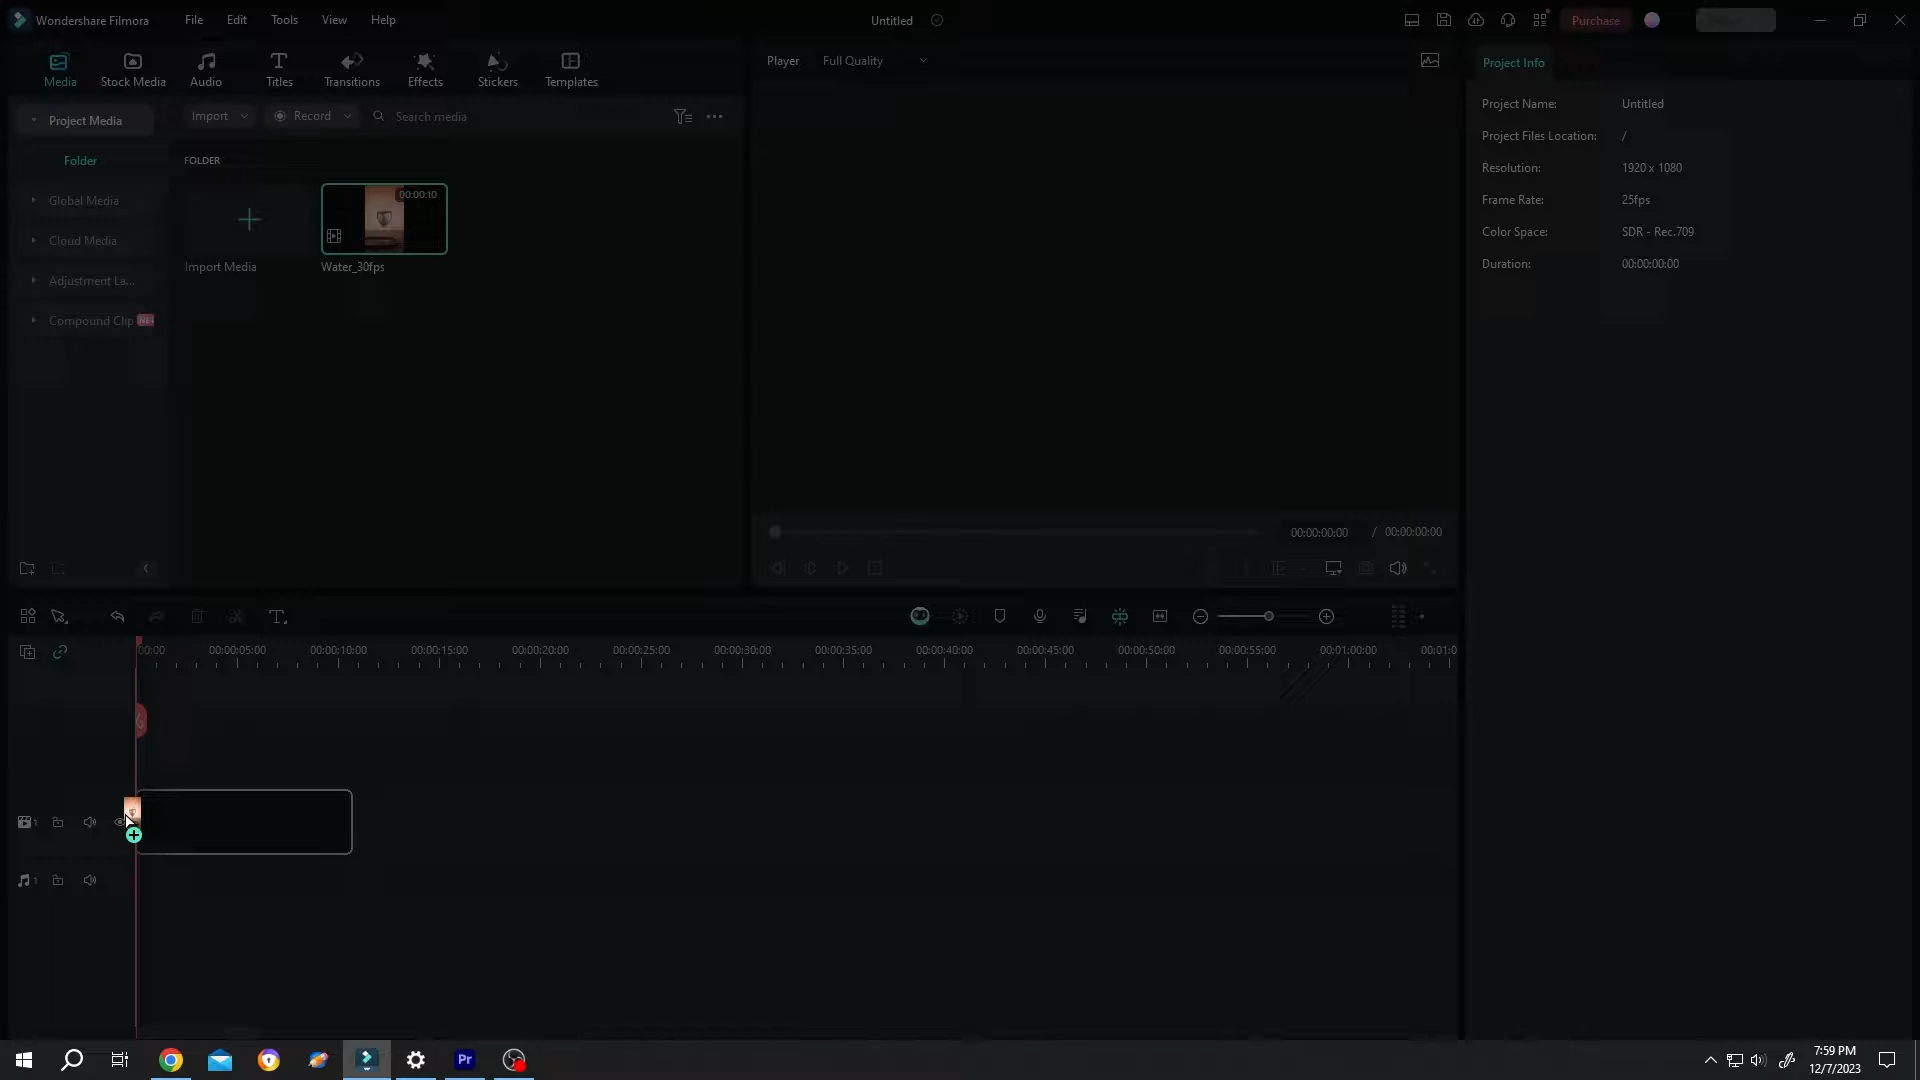 Wondershare Filmora
File
Edit
Tools
View
Help
Untitled
Purchase
Media
Stock Media
Audio
Titles
Transitions
Effects
Stickers
Templates
Player
Full Quality
Project Info
Project Media
Import
Record
Search media
Project Name:
Untitled
Project Files Location:
/
Folder
FOLDER
Resolution:
1920 x 1080
Global Media
00:00:10
Frame Rate:
25fps
Cloud Media
Color Space:
SDR - Rec.709
Import Media
Water_30fps
Duration:
00:00:00:00
Adjustment La...
Compound Clip
00:00:00:00
/ 00:00:00:00
00:00
00:00:05:00
00:00:10:00
00:00:15:00
00:00:20:00
00:00:25:00
00:00:30:00
00:00:35:00
00:00:40:00
00:00:45:00
00:00:50:00
00:00:55:00
00:01:00:00
00:01:0
1
1
Pr
7:59 PM
12/7/2023